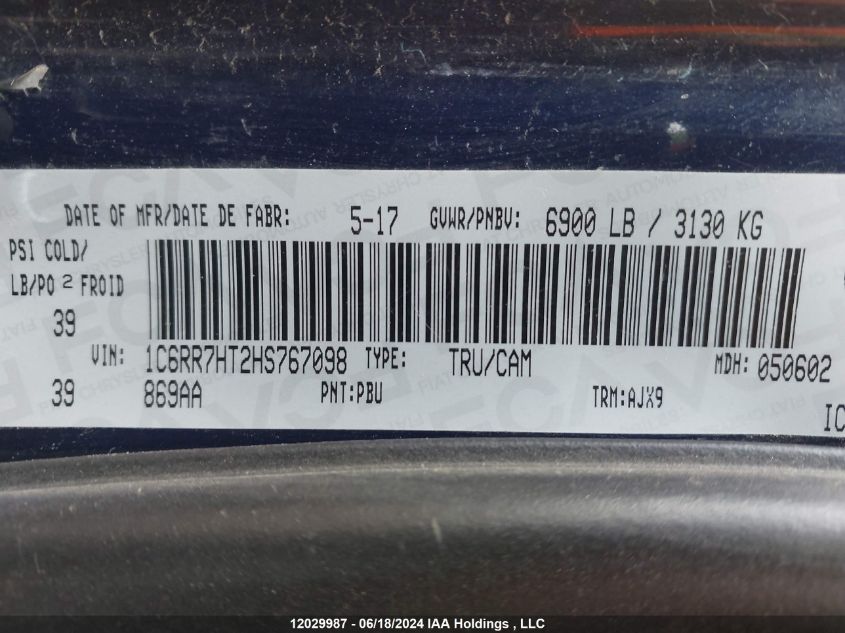 DATE OF MFR/DATE DE FABR: 5-17 GVWR/PNBV: 6900 LB / 3130 KG
PSI COLD/
LB/PO 2 FROID
39
VIN: 1C6RR7HT2HS767098 TYPE: TRU/CAM MDH: 050602
39 869AA PNT:PBU TRM:AJX9
IC
12029987 - 06/18/2024 IAA Holdings , LLC